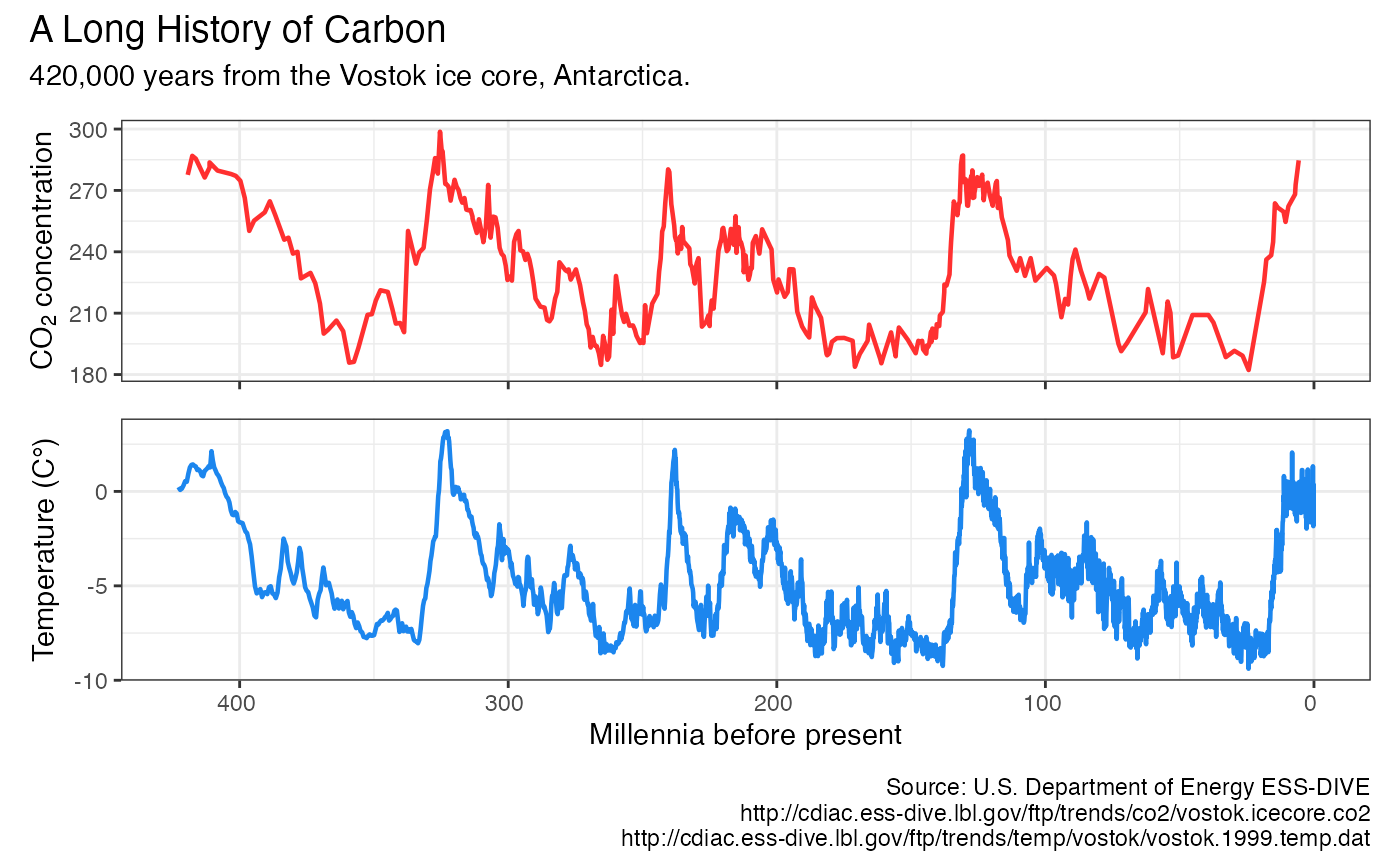 A Long History of Carbon
420,000 years from the Vostok ice core, Antarctica.
CO₂ concentration
300
270
240
210
180
Temperature (C°)
0
-5
-10
400 300 200 100 0
Millennia before present
Source: U.S. Department of Energy ESS-DIVE
http://cdiac.ess-dive.lbl.gov/ftp/trends/co2/vostok.icecore.co2
http://cdiac.ess-dive.lbl.gov/ftp/trends/temp/vostok/vostok.1999.temp.dat